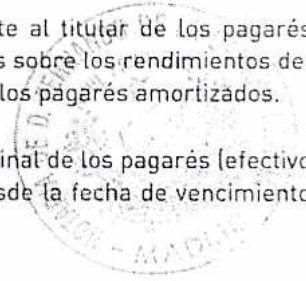 te al titular de los pagarés
s sobre los rendimientos de
los pagarés amortizados.
inal de los pagarés (efectivo
sde la fecha de vencimiento
MADRID